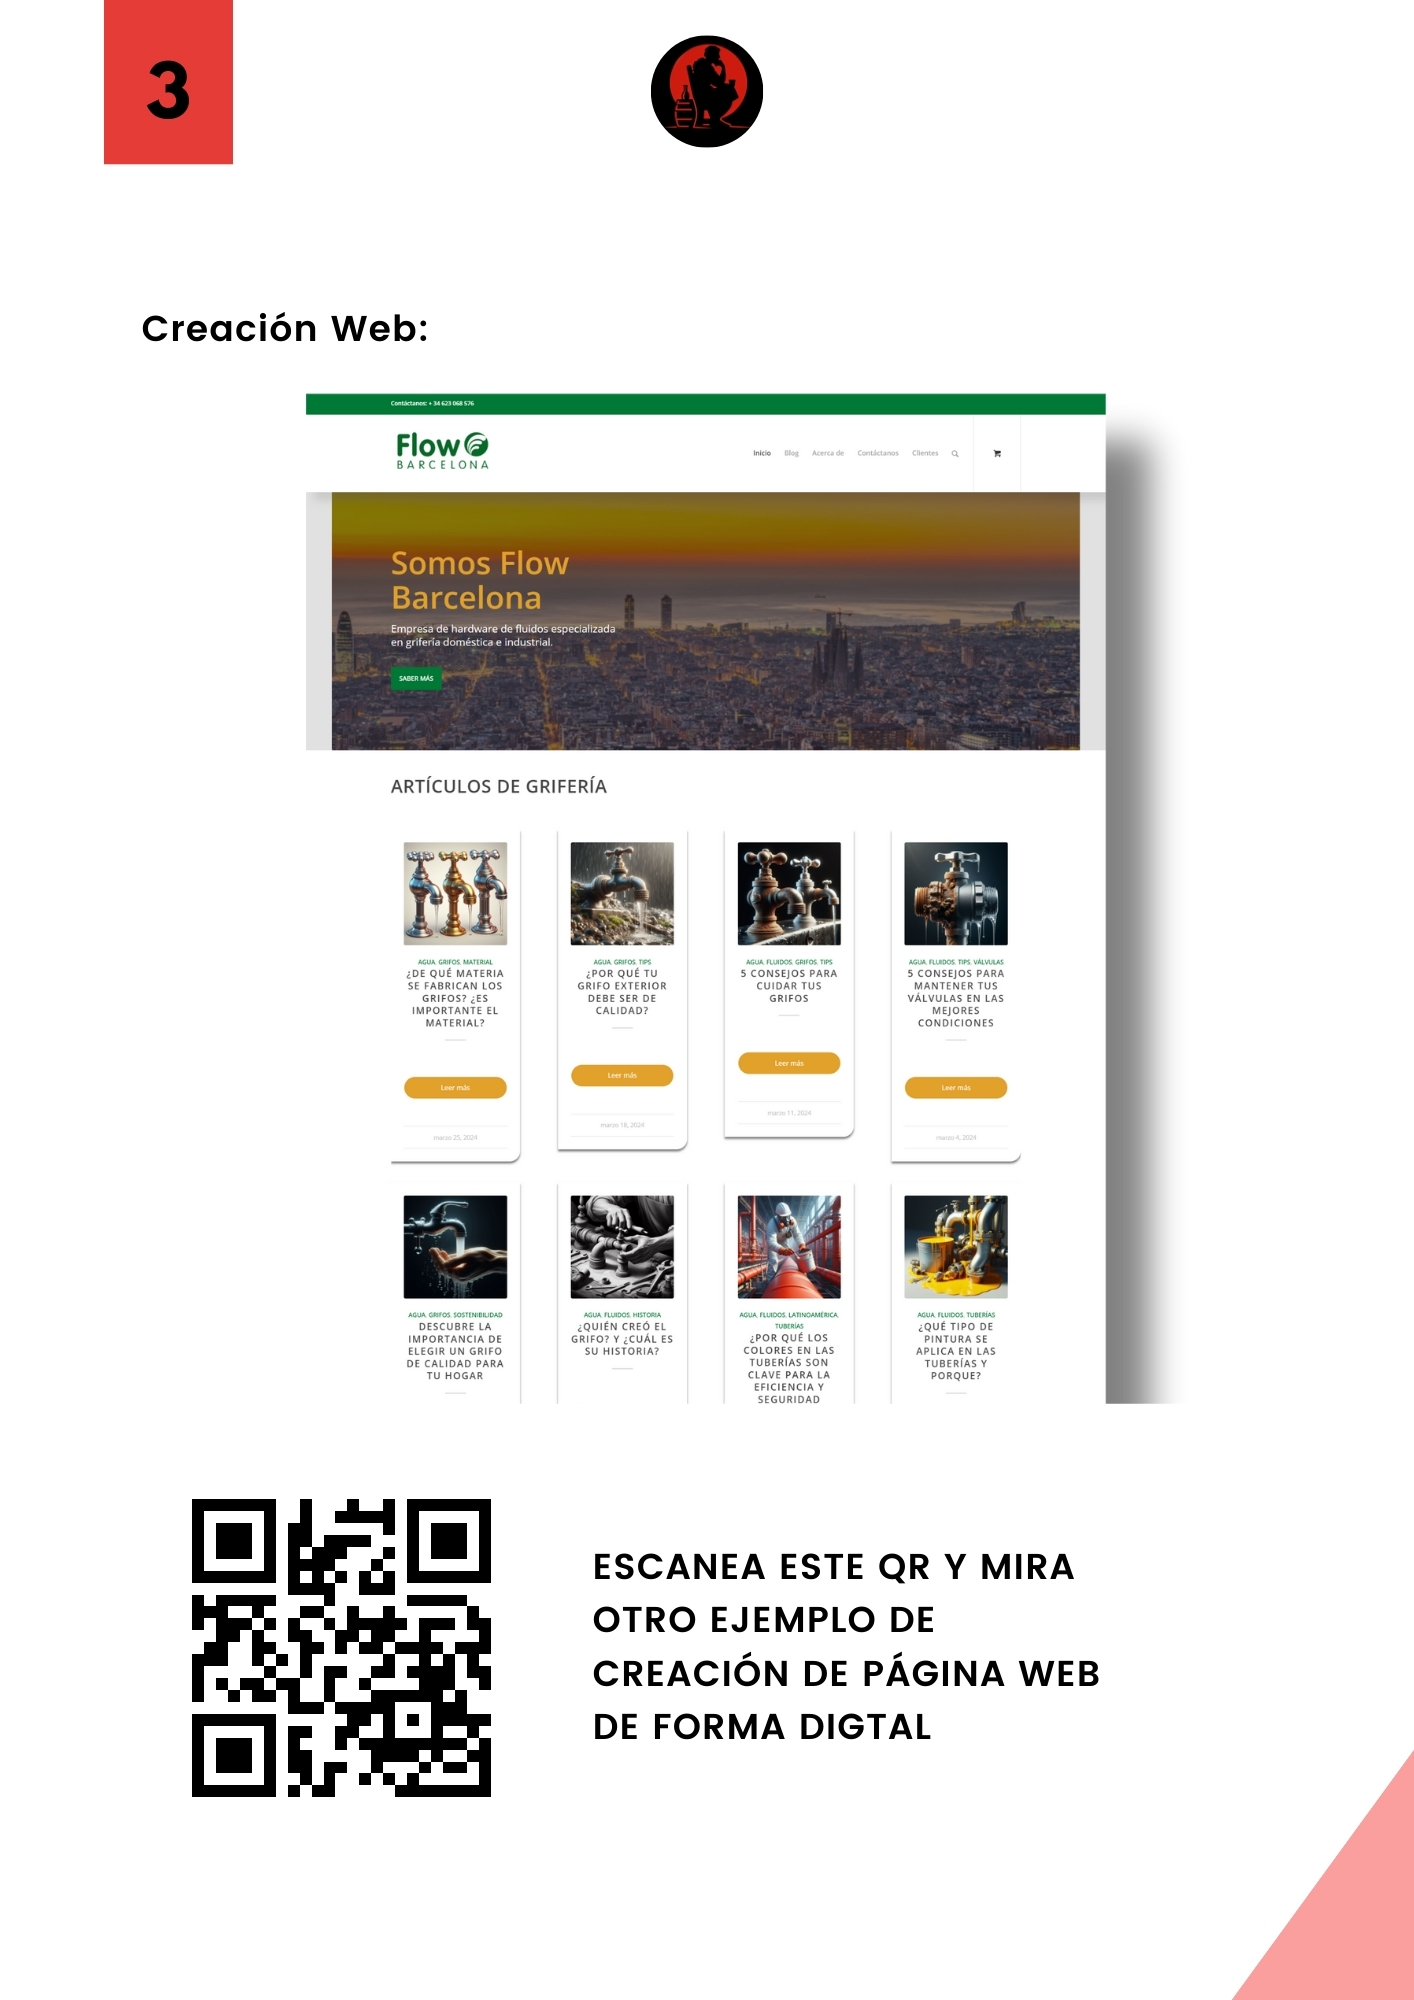 3
Creación Web:
Contáctanos: + 34 623 068 576
Flow
BARCELONA
Inicio Blog Acerca de Contáctanos Clientes
Somos Flow
Barcelona
Empresa de hardware de fluidos especializada
en grifería doméstica e industrial.
SABER MÁS
ARTÍCULOS DE GRIFERÍA
AGUA, GRIFOS, MATERIAL
¿DE QUÉ MATERIA
SE FABRICAN LOS
GRIFOS? ¿ES
IMPORTANTE EL
MATERIAL?
Leer más
marzo 25, 2024
AGUA, GRIFOS, TIPS
¿POR QUÉ TU
GRIFO EXTERIOR
DEBE SER DE
CALIDAD?
Leer más
marzo 18, 2024
AGUA, FLUIDOS, GRIFOS, TIPS
5 CONSEJOS PARA
CUIDAR TUS
GRIFOS
Leer más
marzo 11, 2024
AGUA, FLUIDOS, TIPS, VÁLVULAS
5 CONSEJOS PARA
MANTENER TUS
VÁLVULAS EN LAS
MEJORES
CONDICIONES
Leer más
marzo 4, 2024
AGUA, GRIFOS, SOSTENIBILIDAD
DESCUBRE LA
IMPORTANCIA DE
ELEGIR UN GRIFO
DE CALIDAD PARA
TU HOGAR
AGUA, FLUIDOS, HISTORIA
¿QUIÉN CREÓ EL
GRIFO? Y ¿CUÁL ES
SU HISTORIA?
AGUA, FLUIDOS, LATINOAMÉRICA,
TUBERÍAS
¿POR QUÉ LOS
COLORES EN LAS
TUBERÍAS SON
CLAVE PARA LA
EFICIENCIA Y
SEGURIDAD
AGUA, FLUIDOS, TUBERÍAS
¿QUÉ TIPO DE
PINTURA SE
APLICA EN LAS
TUBERÍAS Y
PORQUE?
ESCANEA ESTE QR Y MIRA
OTRO EJEMPLO DE
CREACIÓN DE PÁGINA WEB
DE FORMA DIGTAL